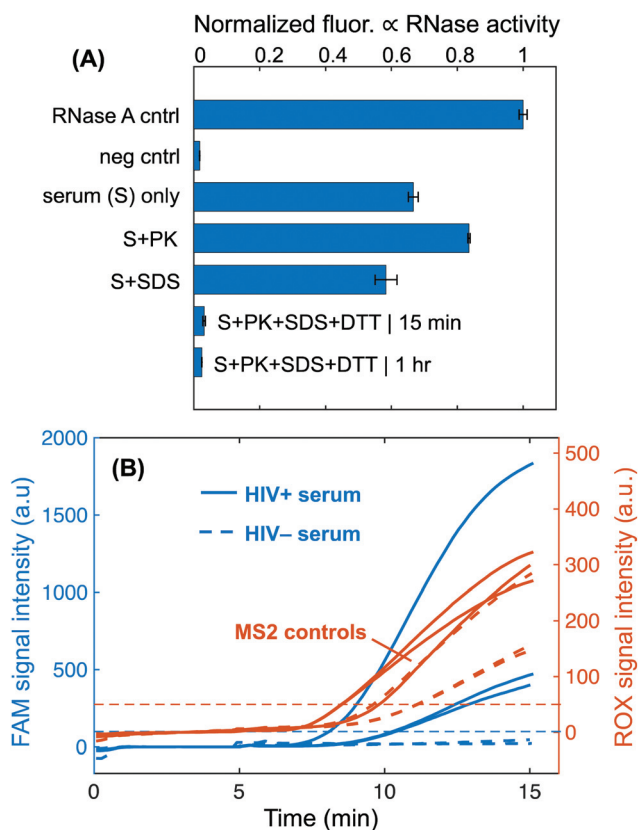 Normalized fluor. ∝ RNase activity
(A)
0 0.2 0.4 0.6 0.8 1
RNase A cntrl
neg cntrl
serum (S) only
S+PK
S+SDS
S+PK+SDS+DTT | 15 min
S+PK+SDS+DTT | 1 hr
(B)
FAM signal intensity (a.u)
2000
1500
1000
500
0
HIV+ serum
HIV– serum
MS2 controls
500
400
300
200
100
0
ROX signal intensity (a.u.)
0 5 10 15
Time (min)